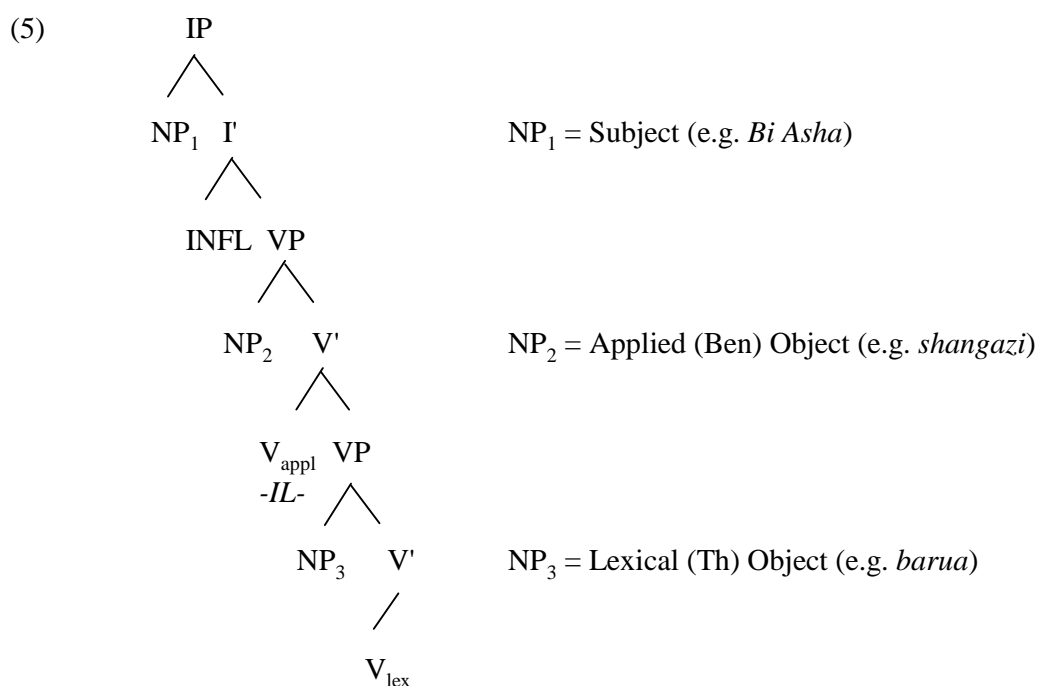 (5) IP
NP1 I' NP1 = Subject (e.g. Bi Asha)
INFL VP
NP2 V' NP2 = Applied (Ben) Object (e.g. shangazi)
Vappl VP
-IL-
NP3 V' NP3 = Lexical (Th) Object (e.g. barua)
Vlex